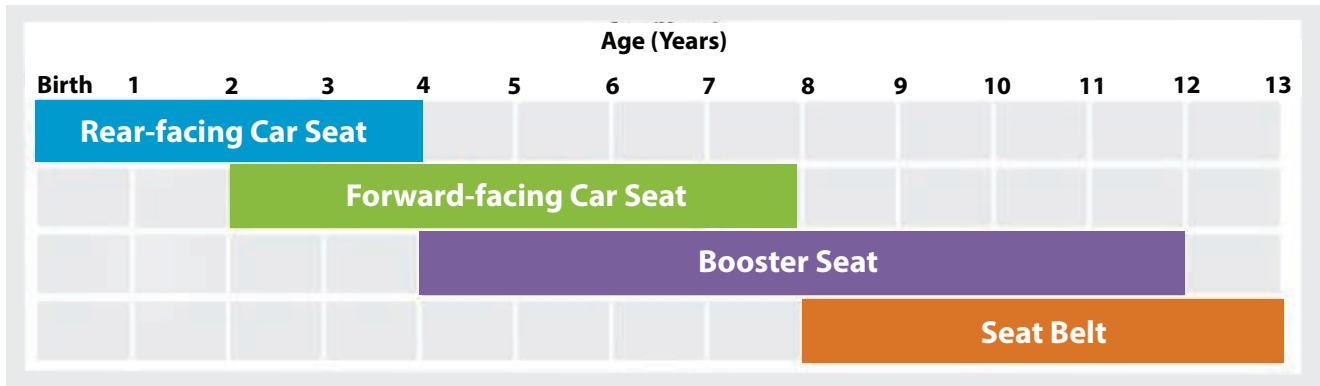 Age (Years)
Birth 1 2 3 4 5 6 7 8 9 10 11 12 13
Rear-facing Car Seat
Forward-facing Car Seat
Booster Seat
Seat Belt